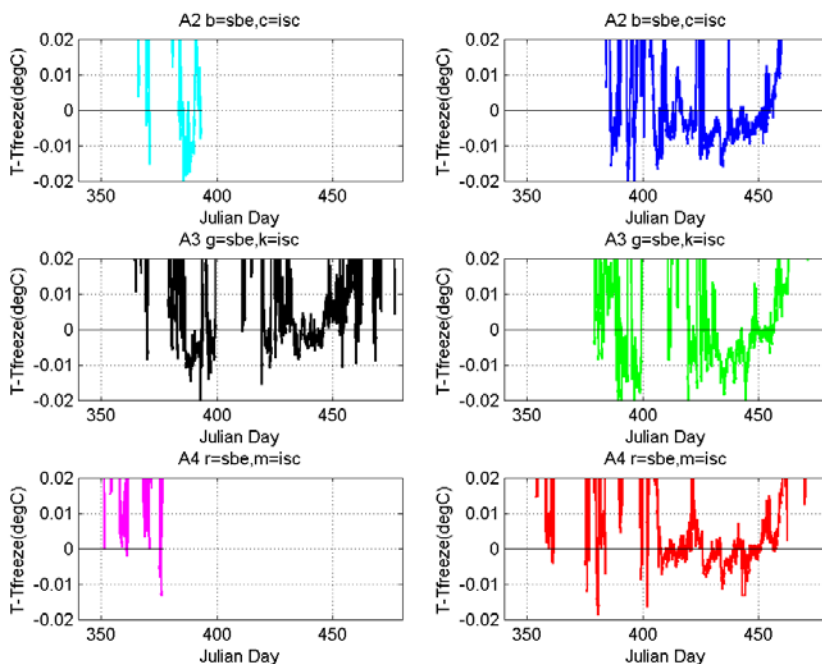 A2 b=sbe,c=isc
0.02
0.01
0
-0.01
-0.02
T-Tfreeze(degC)
350 400 450
Julian Day
A2 b=sbe,c=isc
0.02
0.01
0
-0.01
-0.02
T-Tfreeze(degC)
350 400 450
Julian Day
A3 g=sbe,k=isc
0.02
0.01
0
-0.01
-0.02
T-Tfreeze(degC)
350 400 450
Julian Day
A3 g=sbe,k=isc
0.02
0.01
0
-0.01
-0.02
T-Tfreeze(degC)
350 400 450
Julian Day
A4 r=sbe,m=isc
0.02
0.01
0
-0.01
-0.02
T-Tfreeze(degC)
350 400 450
Julian Day
A4 r=sbe,m=isc
0.02
0.01
0
-0.01
-0.02
T-Tfreeze(degC)
350 400 450
Julian Day